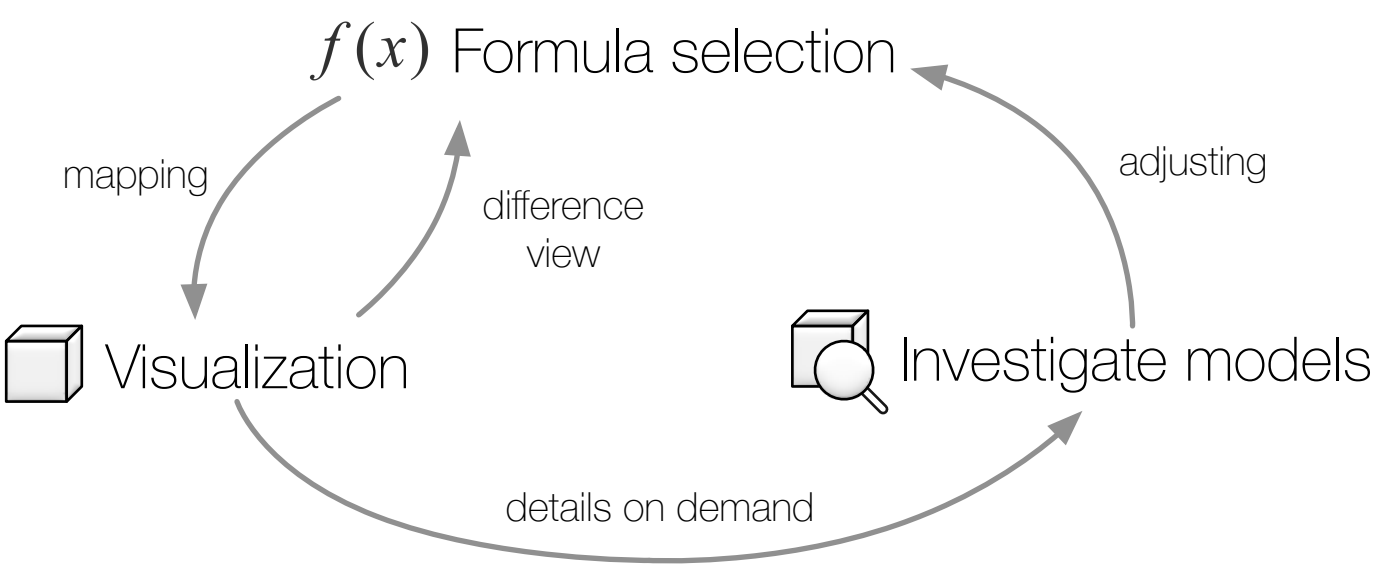 f(x) Formula selection
mapping
adjusting
difference
view
Visualization
Investigate models
details on demand